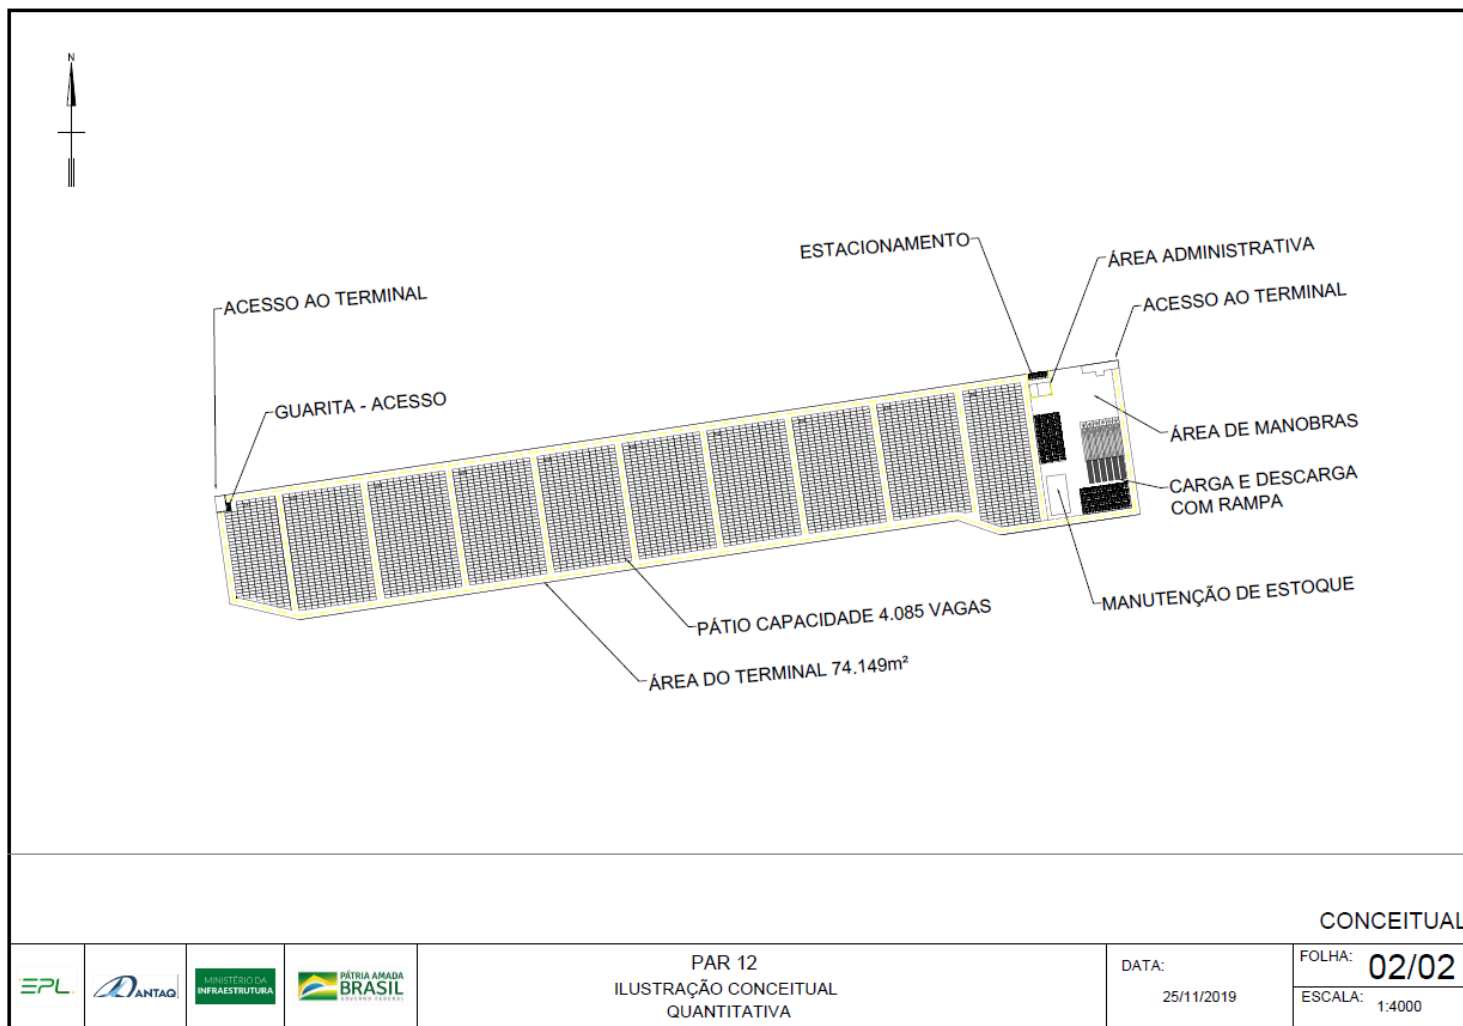 N
ESTACIONAMENTO
ÁREA ADMINISTRATIVA
ACESSO AO TERMINAL
ACESSO AO TERMINAL
GUARITA - ACESSO
ÁREA DE MANOBRAS
CARGA E DESCARGA
COM RAMPA
MANUTENÇÃO DE ESTOQUE
PÁTIO CAPACIDADE 4.085 VAGAS
ÁREA DO TERMINAL 74.149m²
CONCEITUAL
EPL
ANTAQ
MINISTÉRIO DA
INFRAESTRUTURA
PÁTRIA AMADA
BRASIL
GOVERNO FEDERAL
PAR 12
ILUSTRAÇÃO CONCEITUAL
QUANTITATIVA
DATA:
25/11/2019
FOLHA: 02/02
ESCALA: 1:4000